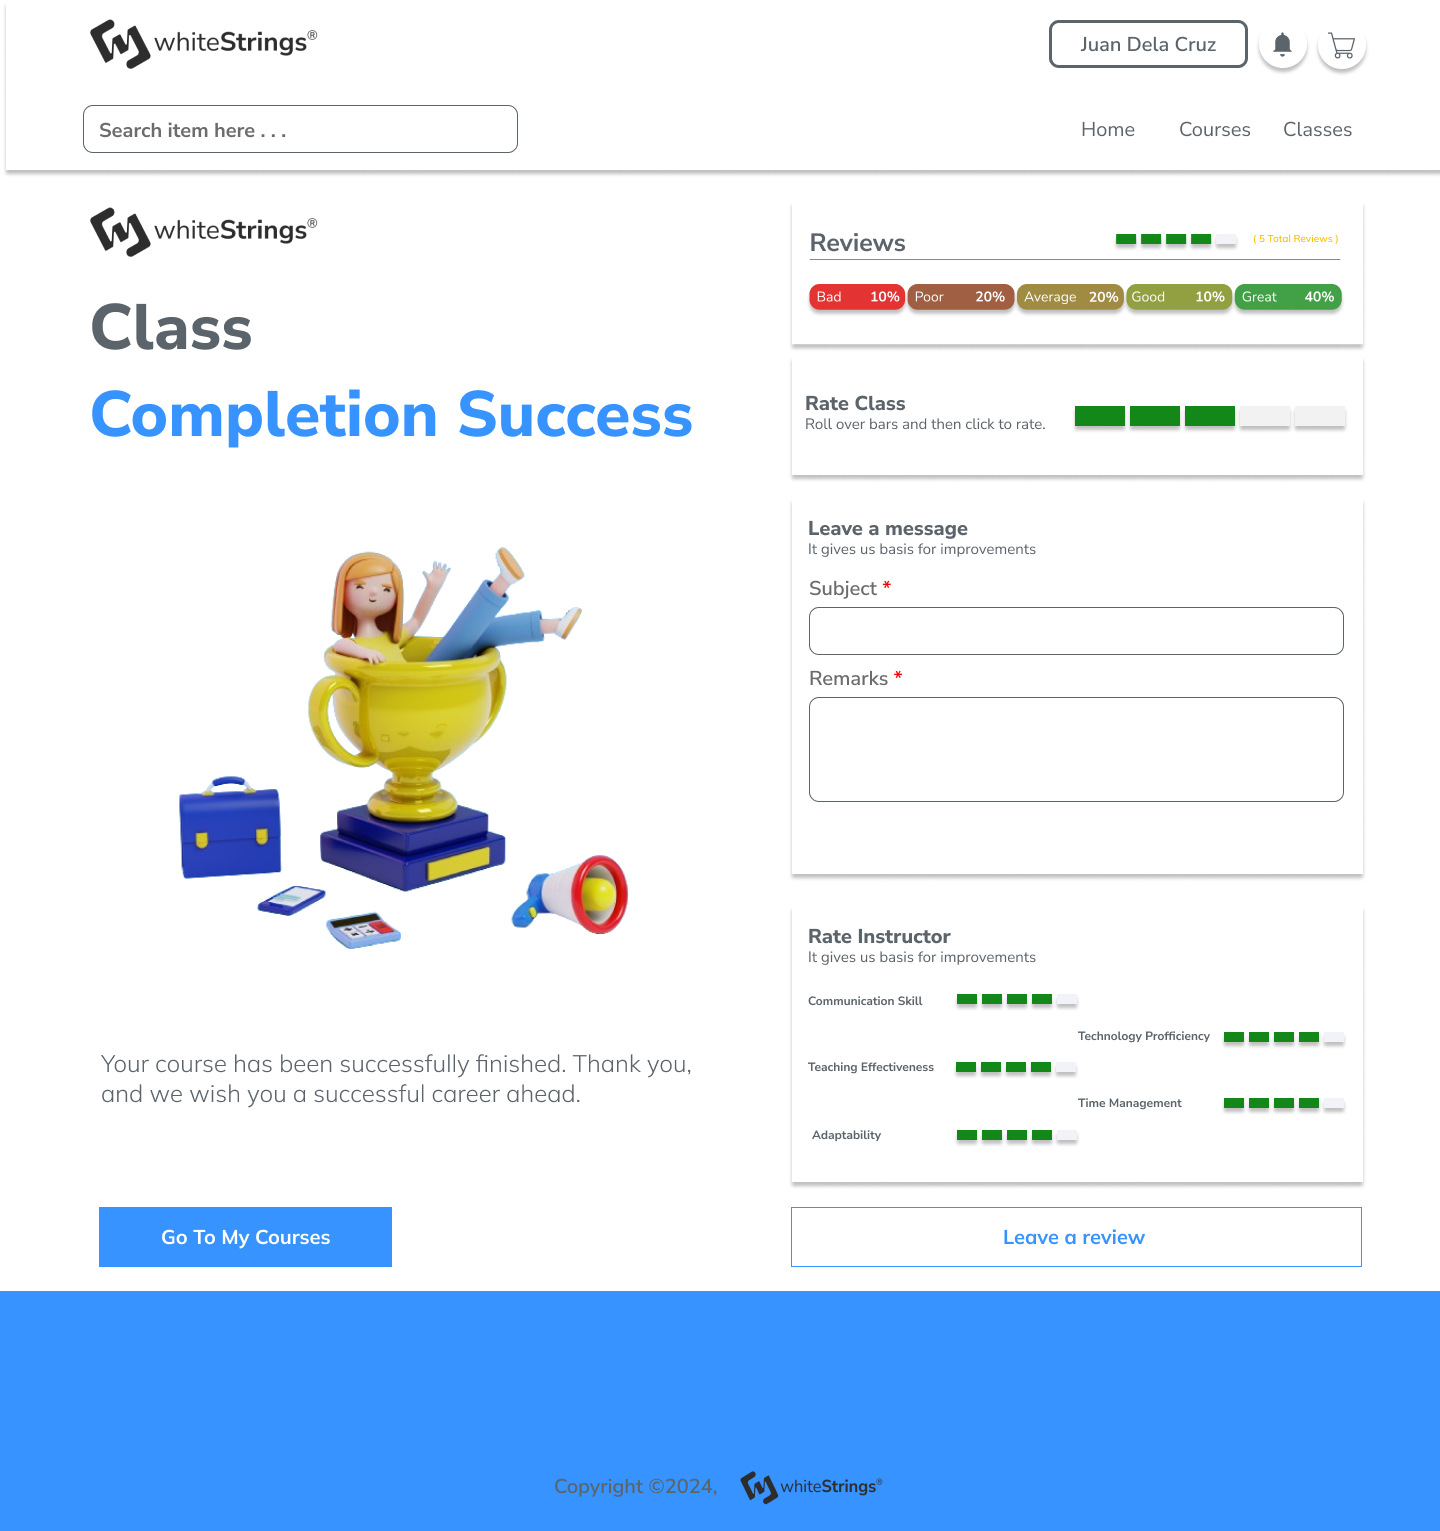 whiteStrings®
Juan Dela Cruz
Search item here . . .
Home Courses Classes
whiteStrings®
Class
Completion Success
Your course has been successfully finished. Thank you,
and we wish you a successful career ahead.
Go To My Courses
Reviews ( 5 Total Reviews )
Bad 10% Poor 20% Average 20% Good 10% Great 40%
Rate Class
Roll over bars and then click to rate.
Leave a message
It gives us basis for improvements
Subject *
Remarks *
Rate Instructor
It gives us basis for improvements
Communication Skill
Technology Profficiency
Teaching Effectiveness
Time Management
Adaptability
Leave a review
Copyright ©2024, whiteStrings®